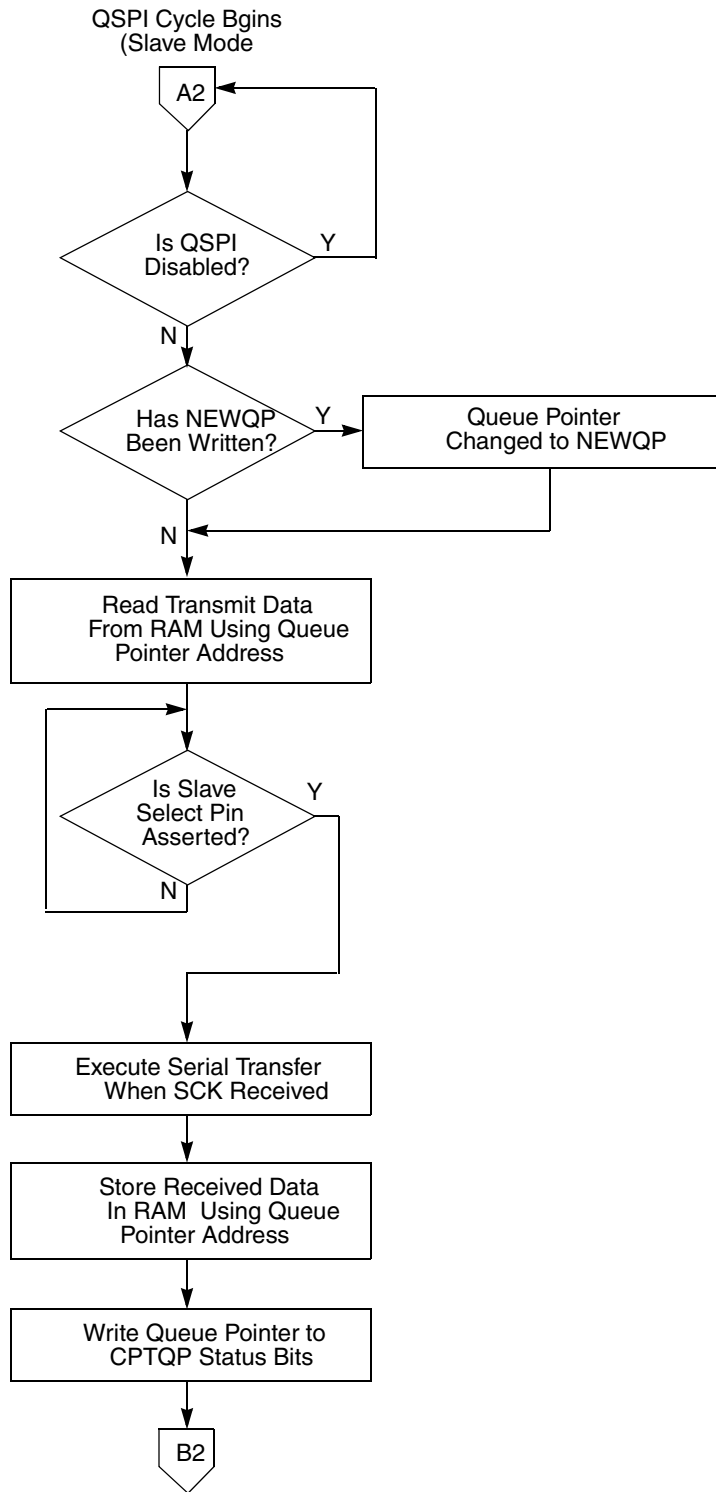 QSPI Cycle Bgins
(Slave Mode
A2
Is QSPI
Disabled?
Y
N
Has NEWQP
Been Written?
Y
Queue Pointer
Changed to NEWQP
N
Read Transmit Data
From RAM Using Queue
Pointer Address
Is Slave
Select Pin
Asserted?
Y
N
Execute Serial Transfer
When SCK Received
Store Received Data
In RAM Using Queue
Pointer Address
Write Queue Pointer to
CPTQP Status Bits
B2